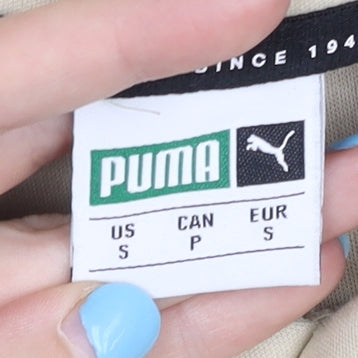 SINCE 194
PUMA
US CAN EUR
S P S